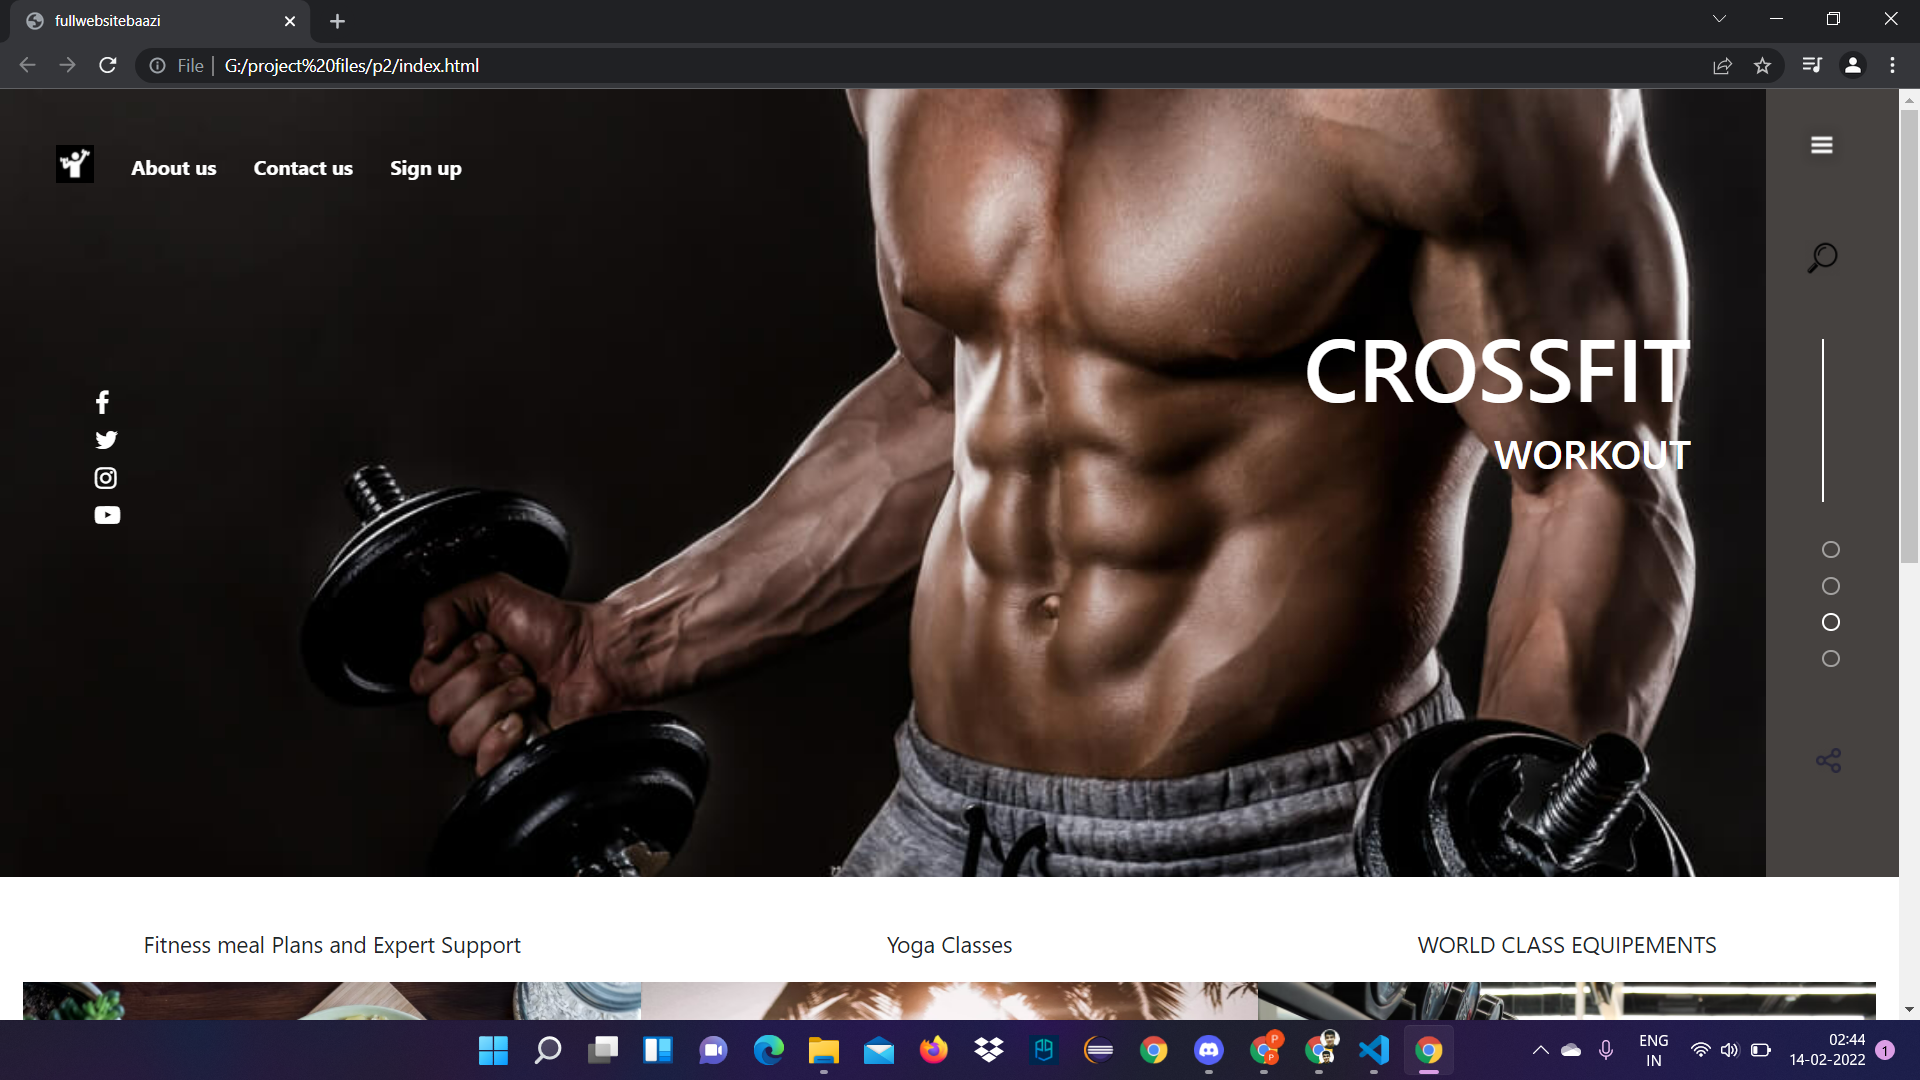 fullwebsitebaazi
File | G:/project%20files/p2/index.html
About us Contact us Sign up
CROSSFIT
WORKOUT
Fitness meal Plans and Expert Support
Yoga Classes
WORLD CLASS EQUIPEMENTS
P
P
ENG
IN
02:44
14-02-2022
1